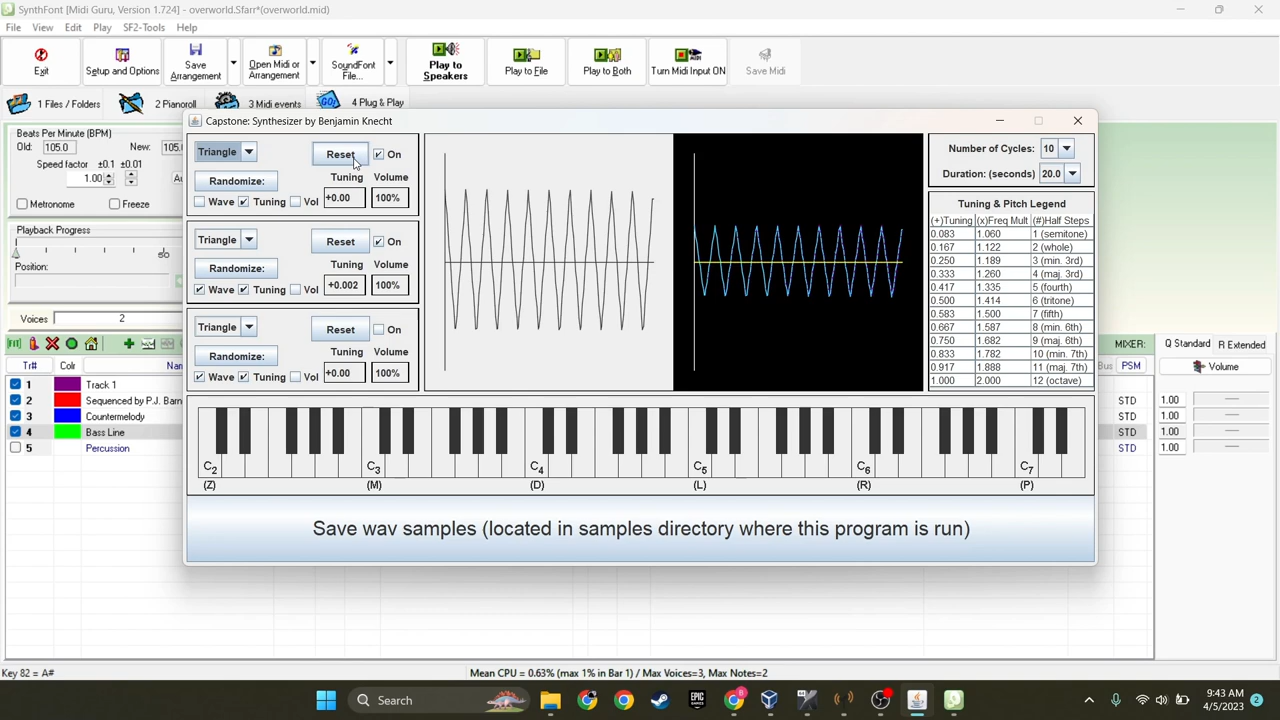 SynthFont [Midi Guru, Version 1.724] - overworld.Sfarr*(overworld.mid)
File View Edit Play SF2-Tools Help
Exit
Setup and Options
Save Arrangement
Open Midi or Arrangement
SoundFont File...
Play to Speakers
Play to File
Play to Both
Turn Midi Input ON
Save Midi
1 Files / Folders
2 Pianoroll
3 Midi events
GO!
4 Plug & Play
Beats Per Minute (BPM)
Old: 105.0 New: 105.
Speed factor ±0.1 ±0.01
1.00
Metronome Freeze
Playback Progress
Position:
Voices 2
Tr# Colr
1 Track 1
2 Sequenced by P.J. Barn
3 Countermelody
4 Bass Line
5 Percussion
Capstone: Synthesizer by Benjamin Knecht
Triangle Reset On
Randomize: Tuning Volume
Wave Tuning Vol +0.00 100%
Triangle Reset On
Randomize: Tuning Volume
Wave Tuning Vol +0.002 100%
Triangle Reset On
Randomize: Tuning Volume
Wave Tuning Vol +0.00 100%
Number of Cycles: 10
Duration: (seconds) 20.0
Tuning & Pitch Legend
(+)Tuning (x)Freq Mult (#)Half Steps
0.083 1.060 1 (semitone)
0.167 1.122 2 (whole)
0.250 1.189 3 (min. 3rd)
0.333 1.260 4 (maj. 3rd)
0.417 1.335 5 (fourth)
0.500 1.414 6 (tritone)
0.583 1.500 7 (fifth)
0.667 1.587 8 (min. 6th)
0.750 1.682 9 (maj. 6th)
0.833 1.782 10 (min. 7th)
0.917 1.888 11 (maj. 7th)
1.000 2.000 12 (octave)
C2 C3 C4 C5 C6 C7
(Z) (M) (D) (L) (R) (P)
Save wav samples (located in samples directory where this program is run)
MIXER: Q Standard Q Extended
Bus PSM Volume
STD 1.00
STD 1.00
STD 1.00
STD 1.00
Key 82 = A#
Mean CPU = 0.63% (max 1% in Bar 1) / Max Voices=3, Max Notes=2
Search
8
9:43 AM
4/5/2023
2